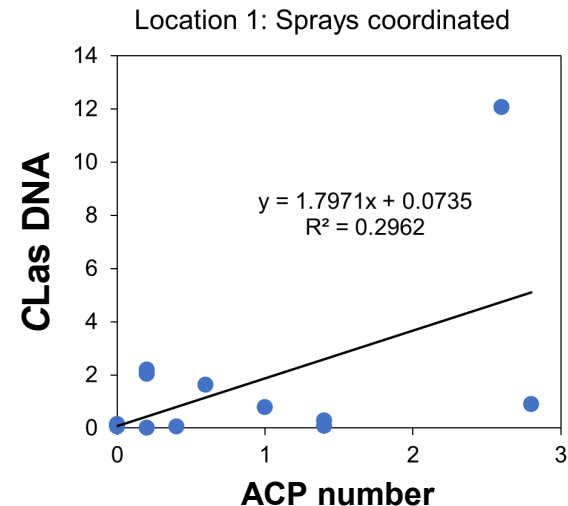 Location 1: Sprays coordinated
14
12
10
8
6
4
2
0
CLas DNA
y = 1.7971x + 0.0735
R² = 0.2962
0 1 2 3
ACP number